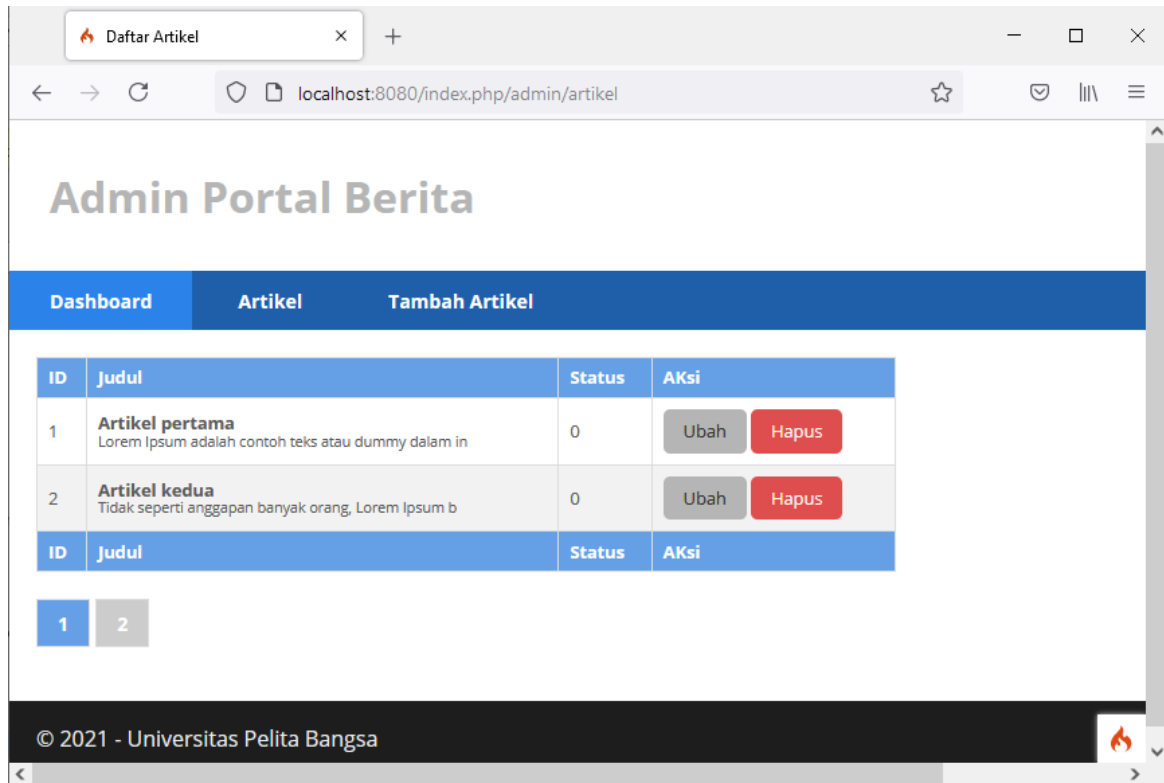 Daftar Artikel
localhost:8080/index.php/admin/artikel
Admin Portal Berita
Dashboard Artikel Tambah Artikel
ID Judul Status AKsi
1 Artikel pertama 0 Ubah Hapus
Lorem Ipsum adalah contoh teks atau dummy dalam in
2 Artikel kedua 0 Ubah Hapus
Tidak seperti anggapan banyak orang, Lorem Ipsum b
ID Judul Status AKsi
1 2
© 2021 - Universitas Pelita Bangsa